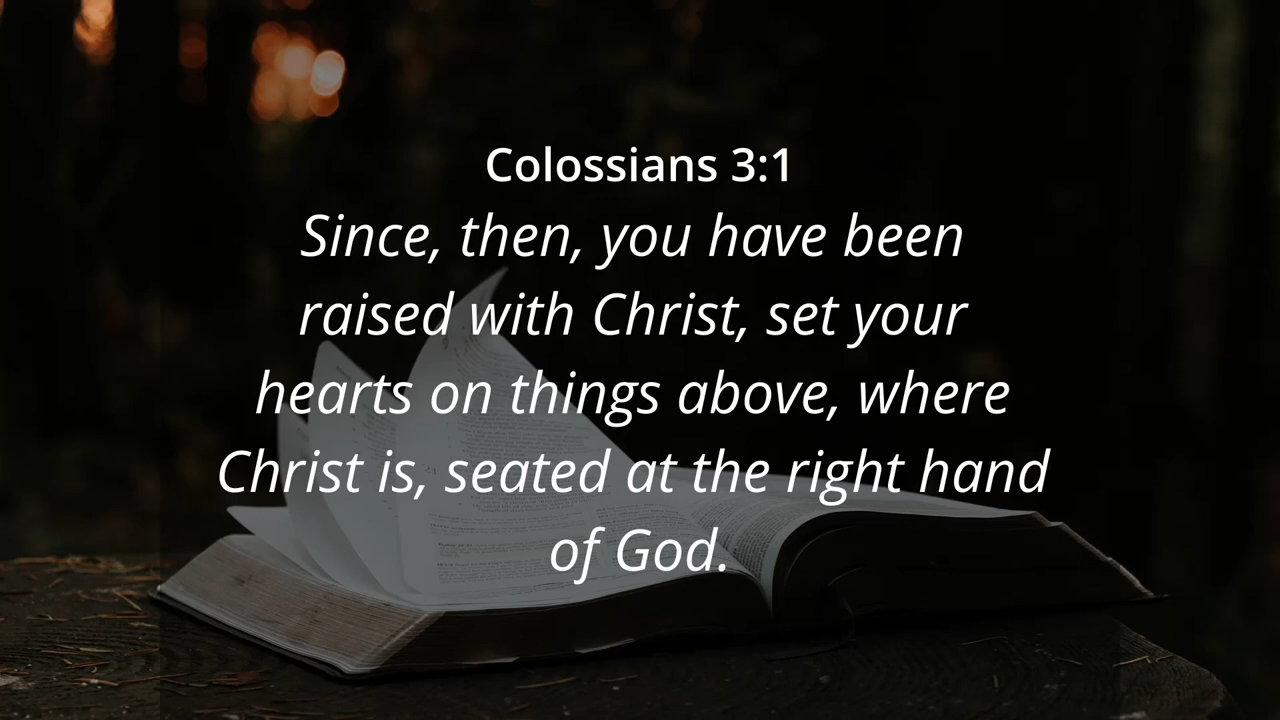 Colossians 3:1
Since, then, you have been
raised with Christ, set your
hearts on things above, where
Christ is, seated at the right hand
of God.